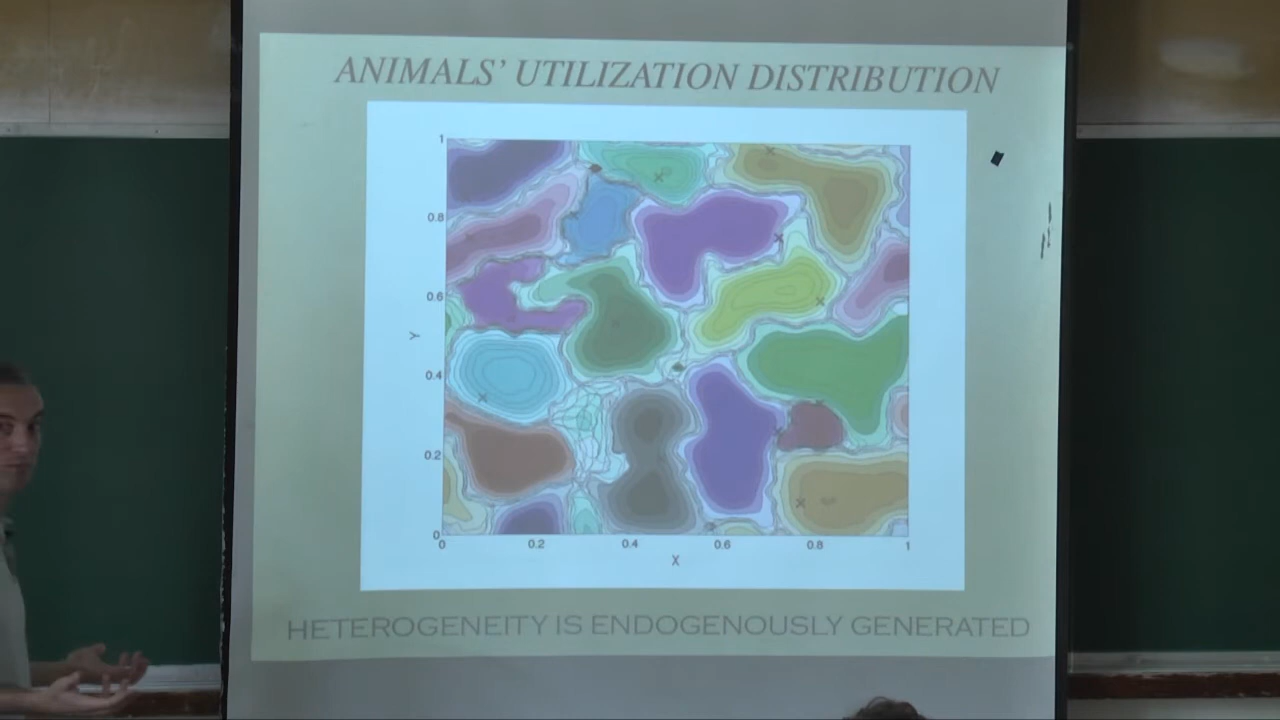 ANIMALS' UTILIZATION DISTRIBUTION
1
0.8
0.6
Y
0.4
0.2
0
0 0.2 0.4 0.6 0.8 1
X
HETEROGENEITY IS ENDOGENOUSLY GENERATED